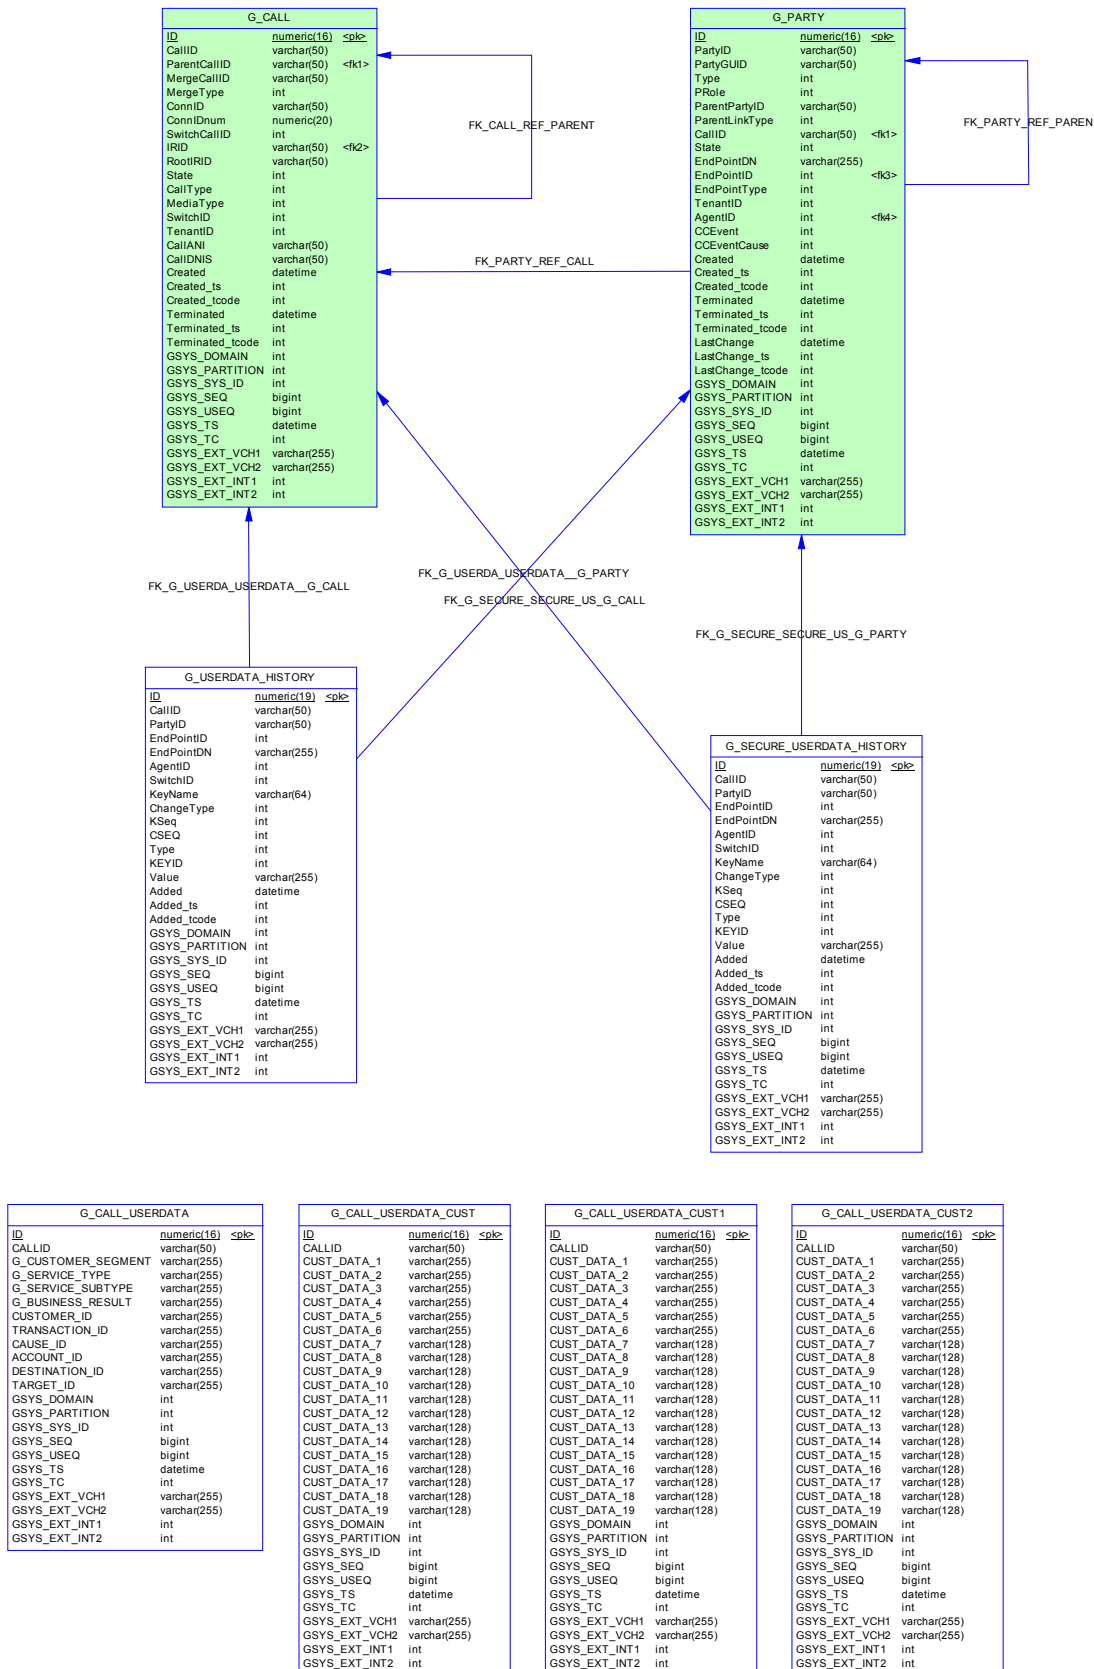 G_CALL
ID numeric(16) <pk>
CallID varchar(50)
ParentCallID varchar(50) <fk1>
MergeCallID varchar(50)
MergeType int
ConnID varchar(50)
ConnIDnum numeric(20)
SwitchCallID int
IRID varchar(50) <fk2>
RootIRID varchar(50)
State int
CallType int
MediaType int
SwitchID int
TenantID int
CallANI varchar(50)
CallDNIS varchar(50)
Created datetime
Created_ts int
Created_tcode int
Terminated datetime
Terminated_ts int
Terminated_tcode int
GSYS_DOMAIN int
GSYS_PARTITION int
GSYS_SYS_ID int
GSYS_SEQ bigint
GSYS_USEQ bigint
GSYS_TS datetime
GSYS_TC int
GSYS_EXT_VCH1 varchar(255)
GSYS_EXT_VCH2 varchar(255)
GSYS_EXT_INT1 int
GSYS_EXT_INT2 int
FK_CALL_REF_PARENT
FK_PARTY_REF_CALL
G_PARTY
ID numeric(16) <pk>
PartyID varchar(50)
PartyGUID varchar(50)
Type int
PRole int
ParentPartyID varchar(50)
ParentLinkType int
CallID varchar(50) <fk1>
State int
EndPointDN varchar(255)
EndPointID int <fk3>
EndPointType int
TenantID int
AgentID int <fk4>
CCEvent int
CCEventCause int
Created datetime
Created_ts int
Created_tcode int
Terminated datetime
Terminated_ts int
Terminated_tcode int
LastChange datetime
LastChange_ts int
LastChange_tcode int
GSYS_DOMAIN int
GSYS_PARTITION int
GSYS_SYS_ID int
GSYS_SEQ bigint
GSYS_USEQ bigint
GSYS_TS datetime
GSYS_TC int
GSYS_EXT_VCH1 varchar(255)
GSYS_EXT_VCH2 varchar(255)
GSYS_EXT_INT1 int
GSYS_EXT_INT2 int
FK_PARTY_REF_PAREN
FK_G_USERDA_USERDATA__G_CALL
FK_G_USERDA_USERDATA__G_PARTY
FK_G_SECURE_SECURE_US_G_CALL
FK_G_SECURE_SECURE_US_G_PARTY
G_USERDATA_HISTORY
ID numeric(19) <pk>
CallID varchar(50)
PartyID varchar(50)
EndPointID int
EndPointDN varchar(255)
AgentID int
SwitchID int
KeyName varchar(64)
ChangeType int
KSeq int
CSEQ int
Type int
KEYID int
Value varchar(255)
Added datetime
Added_ts int
Added_tcode int
GSYS_DOMAIN int
GSYS_PARTITION int
GSYS_SYS_ID int
GSYS_SEQ bigint
GSYS_USEQ bigint
GSYS_TS datetime
GSYS_TC int
GSYS_EXT_VCH1 varchar(255)
GSYS_EXT_VCH2 varchar(255)
GSYS_EXT_INT1 int
GSYS_EXT_INT2 int
G_SECURE_USERDATA_HISTORY
ID numeric(19) <pk>
CallID varchar(50)
PartyID varchar(50)
EndPointID int
EndPointDN varchar(255)
AgentID int
SwitchID int
KeyName varchar(64)
ChangeType int
KSeq int
CSEQ int
Type int
KEYID int
Value varchar(255)
Added datetime
Added_ts int
Added_tcode int
GSYS_DOMAIN int
GSYS_PARTITION int
GSYS_SYS_ID int
GSYS_SEQ bigint
GSYS_USEQ bigint
GSYS_TS datetime
GSYS_TC int
GSYS_EXT_VCH1 varchar(255)
GSYS_EXT_VCH2 varchar(255)
GSYS_EXT_INT1 int
GSYS_EXT_INT2 int
G_CALL_USERDATA
ID numeric(16) <pk>
CALLID varchar(50)
G_CUSTOMER_SEGMENT varchar(255)
G_SERVICE_TYPE varchar(255)
G_SERVICE_SUBTYPE varchar(255)
G_BUSINESS_RESULT varchar(255)
CUSTOMER_ID varchar(255)
TRANSACTION_ID varchar(255)
CAUSE_ID varchar(255)
ACCOUNT_ID varchar(255)
DESTINATION_ID varchar(255)
TARGET_ID varchar(255)
GSYS_DOMAIN int
GSYS_PARTITION int
GSYS_SYS_ID int
GSYS_SEQ bigint
GSYS_USEQ bigint
GSYS_TS datetime
GSYS_TC int
GSYS_EXT_VCH1 varchar(255)
GSYS_EXT_VCH2 varchar(255)
GSYS_EXT_INT1 int
GSYS_EXT_INT2 int
G_CALL_USERDATA_CUST
ID numeric(16) <pk>
CALLID varchar(50)
CUST_DATA_1 varchar(255)
CUST_DATA_2 varchar(255)
CUST_DATA_3 varchar(255)
CUST_DATA_4 varchar(255)
CUST_DATA_5 varchar(255)
CUST_DATA_6 varchar(255)
CUST_DATA_7 varchar(128)
CUST_DATA_8 varchar(128)
CUST_DATA_9 varchar(128)
CUST_DATA_10 varchar(128)
CUST_DATA_11 varchar(128)
CUST_DATA_12 varchar(128)
CUST_DATA_13 varchar(128)
CUST_DATA_14 varchar(128)
CUST_DATA_15 varchar(128)
CUST_DATA_16 varchar(128)
CUST_DATA_17 varchar(128)
CUST_DATA_18 varchar(128)
CUST_DATA_19 varchar(128)
GSYS_DOMAIN int
GSYS_PARTITION int
GSYS_SYS_ID int
GSYS_SEQ bigint
GSYS_USEQ bigint
GSYS_TS datetime
GSYS_TC int
GSYS_EXT_VCH1 varchar(255)
GSYS_EXT_VCH2 varchar(255)
GSYS_EXT_INT1 int
GSYS_EXT_INT2 int
G_CALL_USERDATA_CUST1
ID numeric(16) <pk>
CALLID varchar(50)
CUST_DATA_1 varchar(255)
CUST_DATA_2 varchar(255)
CUST_DATA_3 varchar(255)
CUST_DATA_4 varchar(255)
CUST_DATA_5 varchar(255)
CUST_DATA_6 varchar(255)
CUST_DATA_7 varchar(128)
CUST_DATA_8 varchar(128)
CUST_DATA_9 varchar(128)
CUST_DATA_10 varchar(128)
CUST_DATA_11 varchar(128)
CUST_DATA_12 varchar(128)
CUST_DATA_13 varchar(128)
CUST_DATA_14 varchar(128)
CUST_DATA_15 varchar(128)
CUST_DATA_16 varchar(128)
CUST_DATA_17 varchar(128)
CUST_DATA_18 varchar(128)
CUST_DATA_19 varchar(128)
GSYS_DOMAIN int
GSYS_PARTITION int
GSYS_SYS_ID int
GSYS_SEQ bigint
GSYS_USEQ bigint
GSYS_TS datetime
GSYS_TC int
GSYS_EXT_VCH1 varchar(255)
GSYS_EXT_VCH2 varchar(255)
GSYS_EXT_INT1 int
GSYS_EXT_INT2 int
G_CALL_USERDATA_CUST2
ID numeric(16) <pk>
CALLID varchar(50)
CUST_DATA_1 varchar(255)
CUST_DATA_2 varchar(255)
CUST_DATA_3 varchar(255)
CUST_DATA_4 varchar(255)
CUST_DATA_5 varchar(255)
CUST_DATA_6 varchar(255)
CUST_DATA_7 varchar(128)
CUST_DATA_8 varchar(128)
CUST_DATA_9 varchar(128)
CUST_DATA_10 varchar(128)
CUST_DATA_11 varchar(128)
CUST_DATA_12 varchar(128)
CUST_DATA_13 varchar(128)
CUST_DATA_14 varchar(128)
CUST_DATA_15 varchar(128)
CUST_DATA_16 varchar(128)
CUST_DATA_17 varchar(128)
CUST_DATA_18 varchar(128)
CUST_DATA_19 varchar(128)
GSYS_DOMAIN int
GSYS_PARTITION int
GSYS_SYS_ID int
GSYS_SEQ bigint
GSYS_USEQ bigint
GSYS_TS datetime
GSYS_TC int
GSYS_EXT_VCH1 varchar(255)
GSYS_EXT_VCH2 varchar(255)
GSYS_EXT_INT1 int
GSYS_EXT_INT2 int